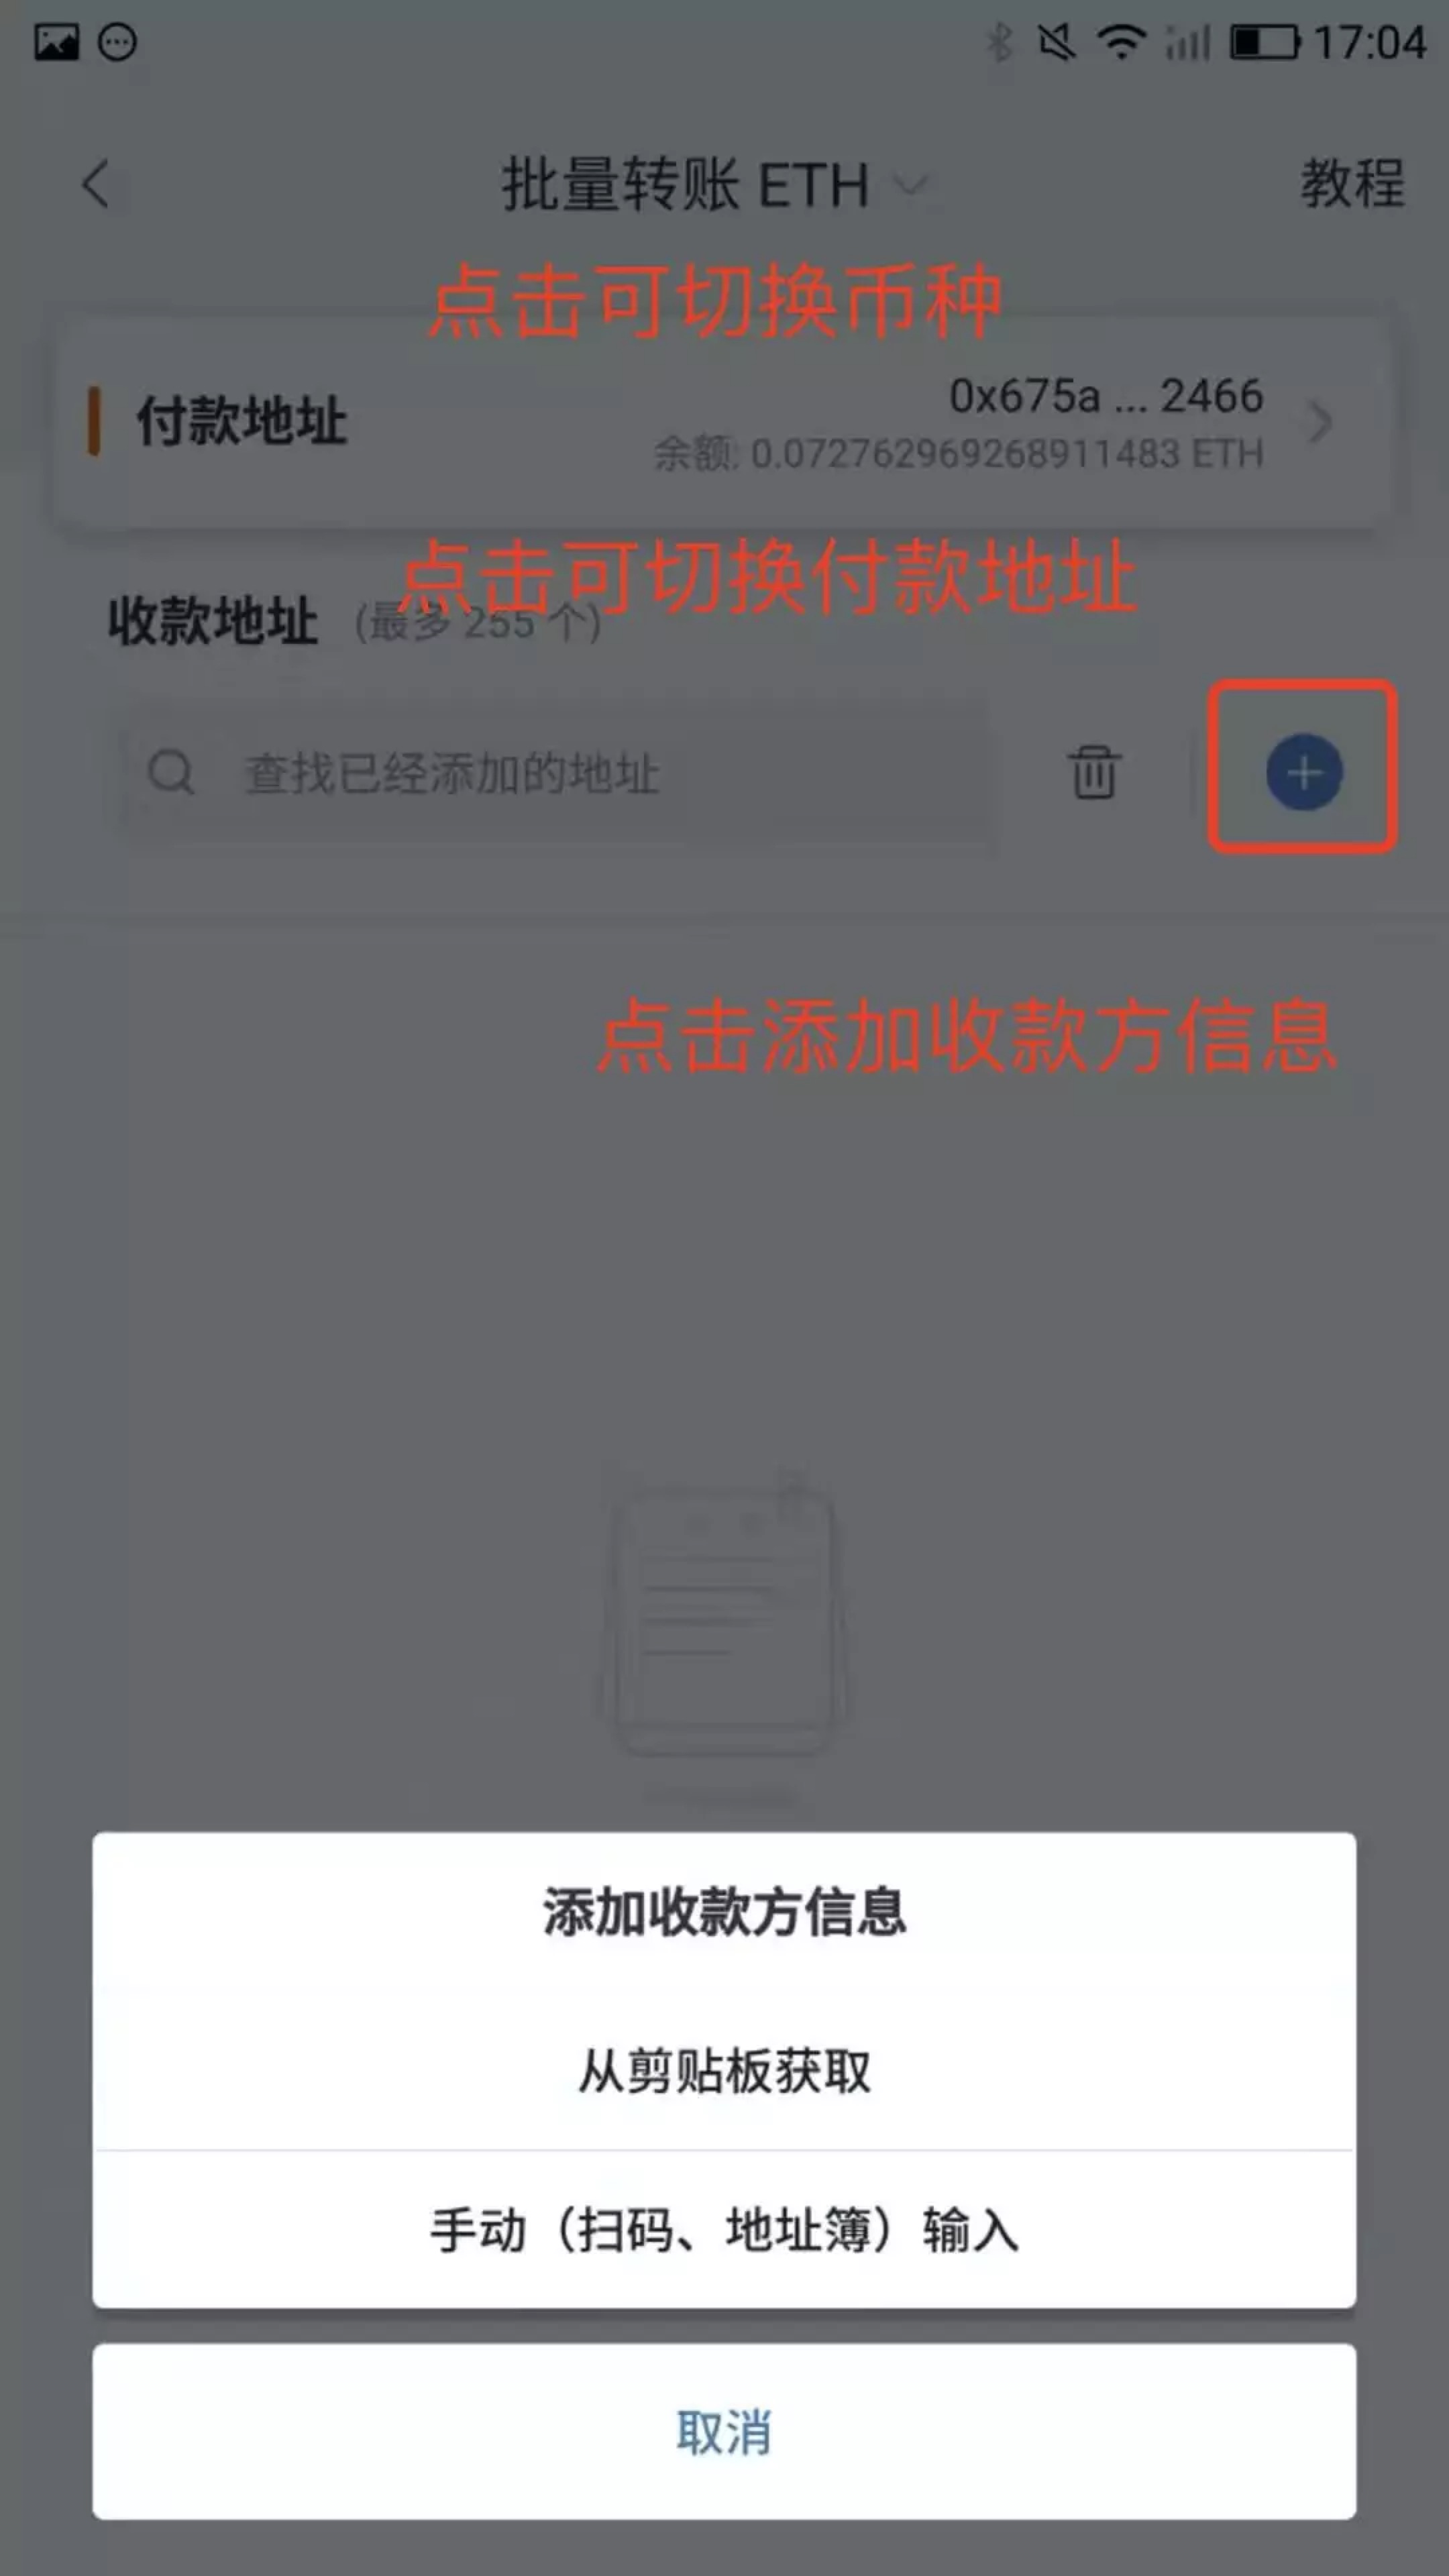 17:04
批量转账 ETH
教程
点击可切换币种
付款地址
0x675a ... 2466
余额: 0.072762969268911483 ETH
点击可切换付款地址
收款地址 (最多 255 个)
查找已经添加的地址
点击添加收款方信息
添加收款方信息
从剪贴板获取
手动（扫码、地址簿）输入
取消